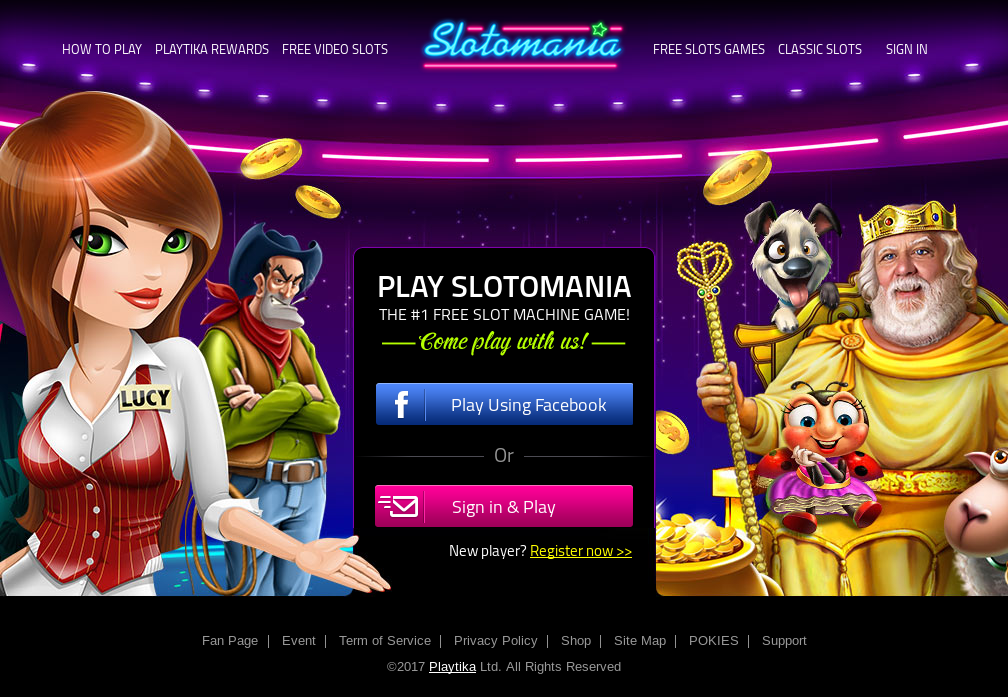 HOW TO PLAY PLAYTIKA REWARDS FREE VIDEO SLOTS Slotomania FREE SLOTS GAMES CLASSIC SLOTS SIGN IN
PLAY SLOTOMANIA
THE #1 FREE SLOT MACHINE GAME!
Come play with us!
LUCY
f Play Using Facebook
Or
Sign in & Play
New player? Register now >>
Fan Page | Event | Term of Service | Privacy Policy | Shop | Site Map | POKIES | Support
©2017 Playtika Ltd. All Rights Reserved